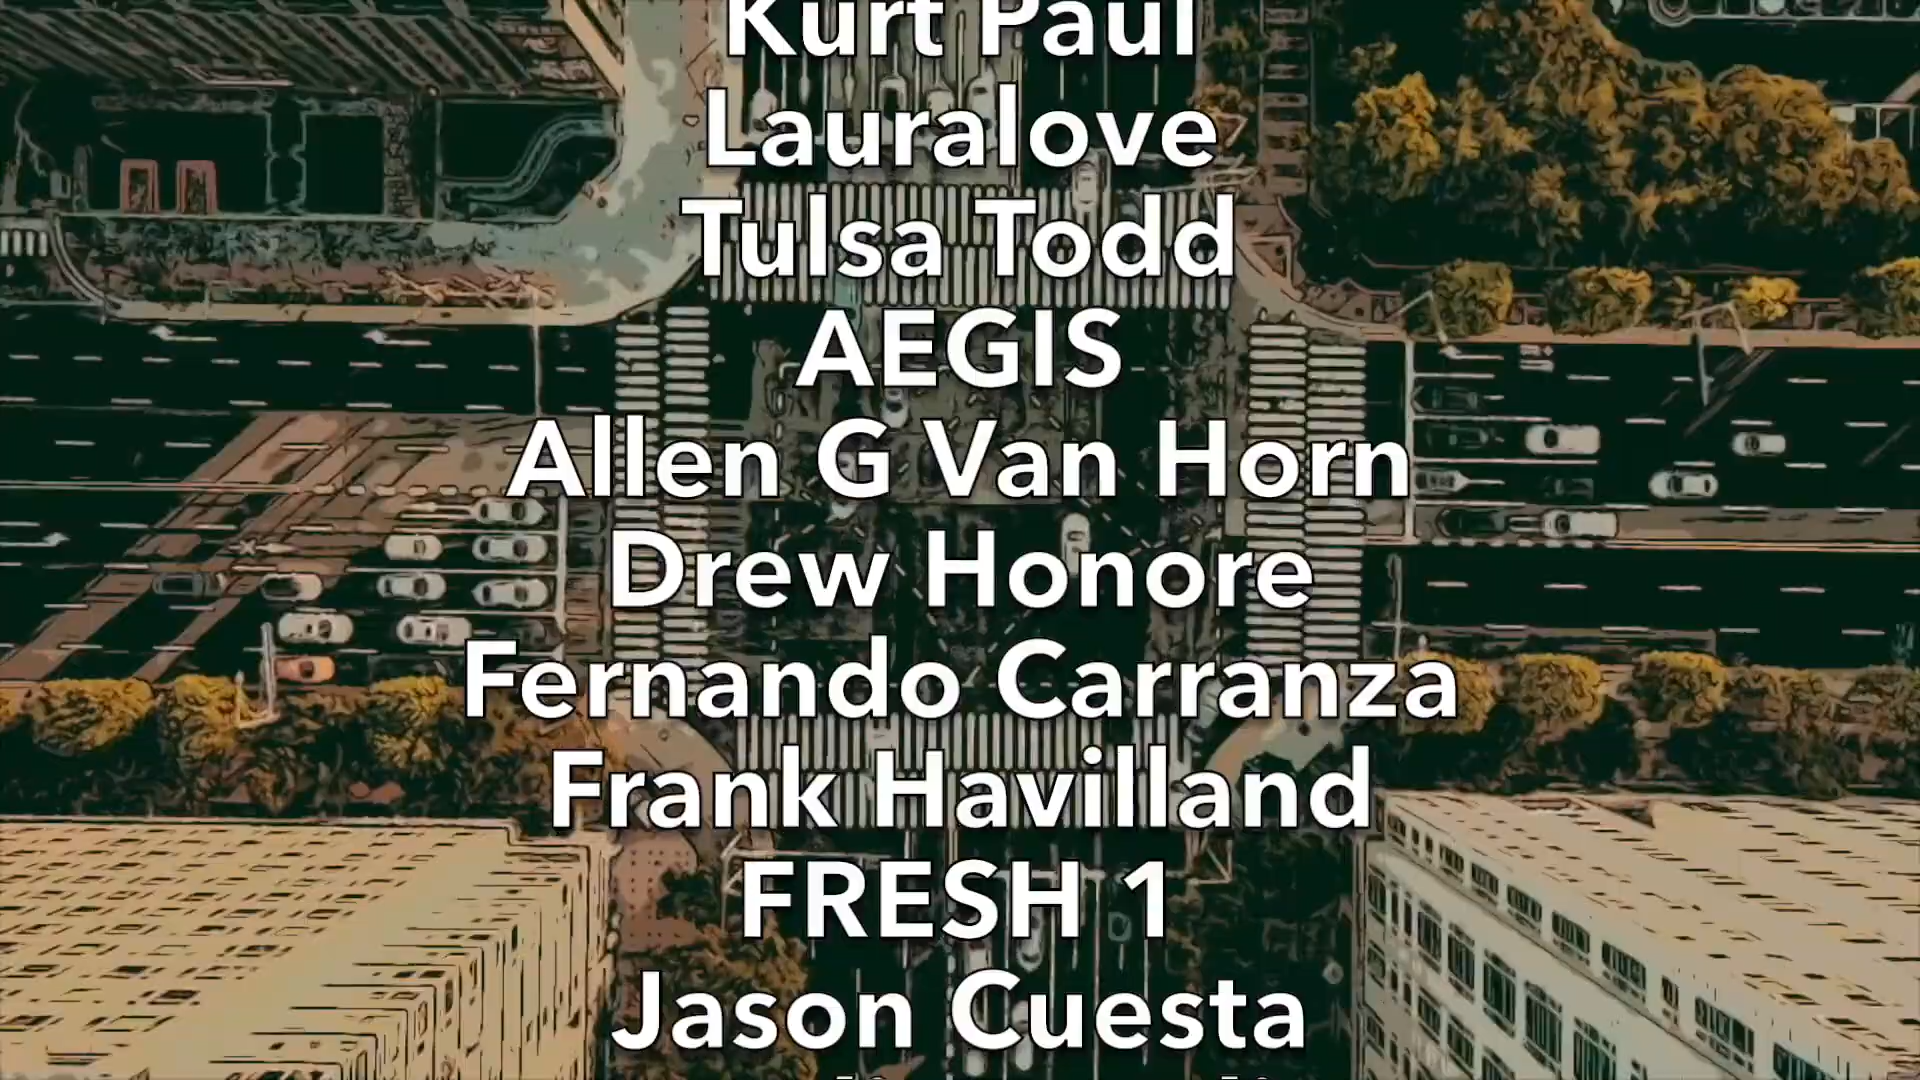 Kurt Paul
Lauralove
Tulsa Todd
AEGIS
Allen G Van Horn
Drew Honore
Fernando Carranza
Frank Havilland
FRESH 1
Jason Cuesta